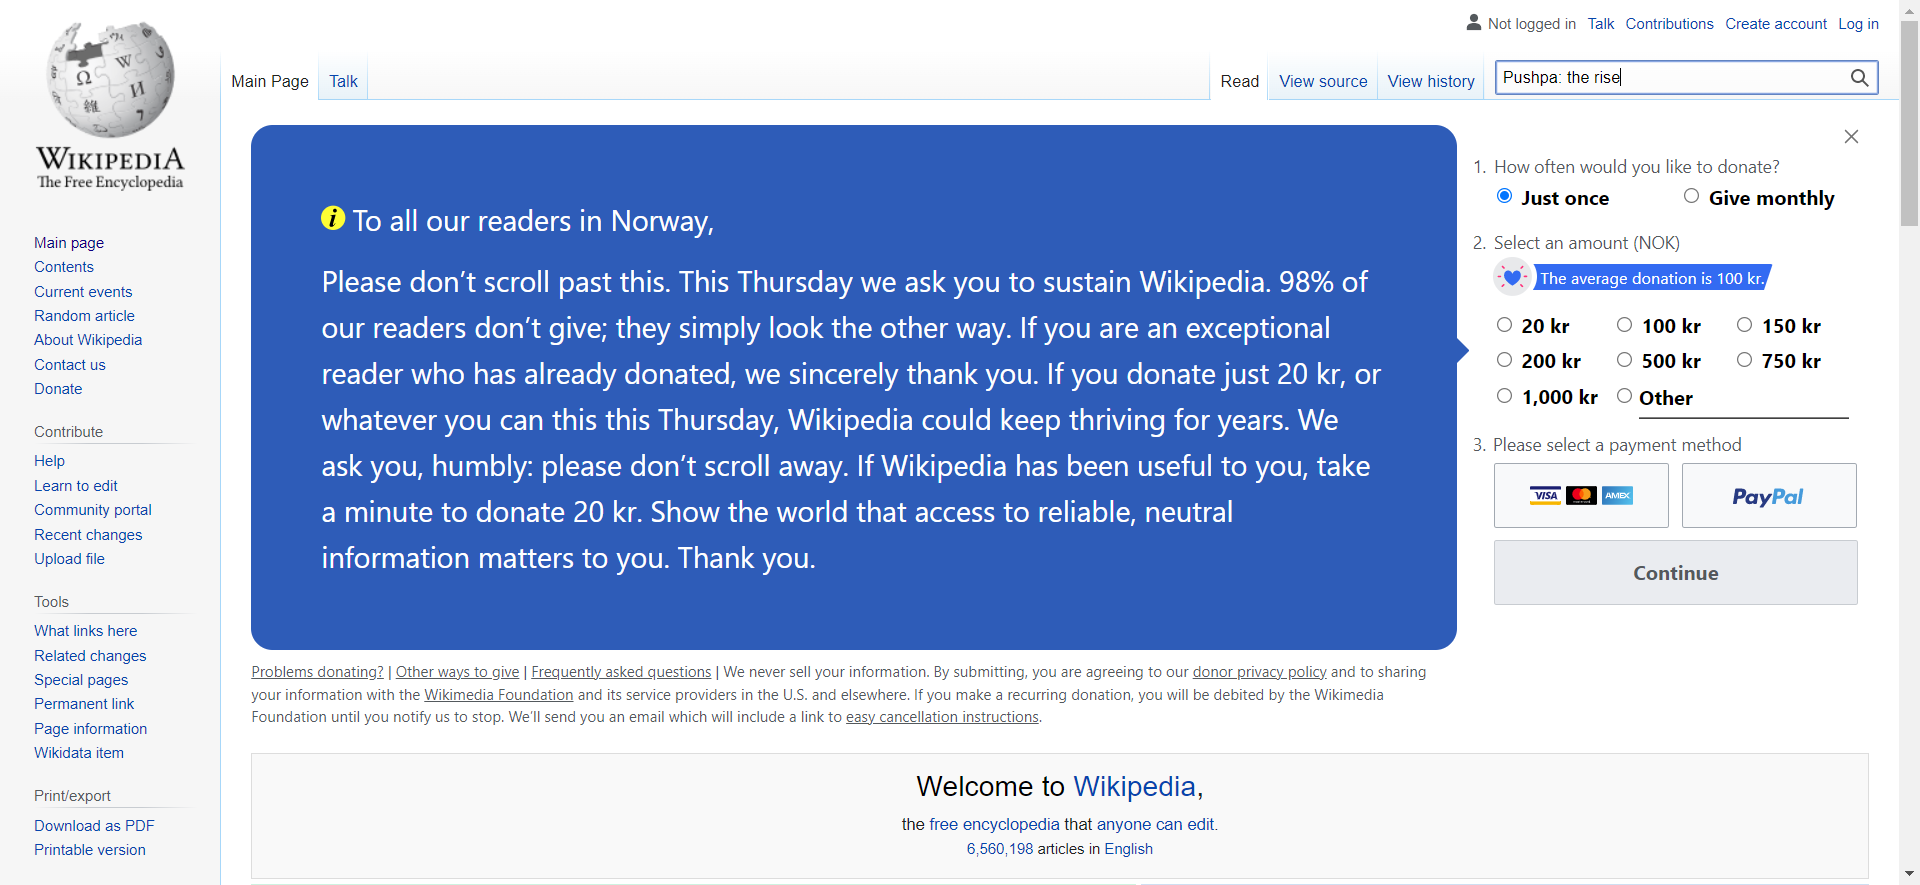 Not logged in Talk Contributions Create account Log in
Main Page Talk Read View source View history Pushpa: the rise
WIKIPEDIA
The Free Encyclopedia
Main page
Contents
Current events
Random article
About Wikipedia
Contact us
Donate
Contribute
Help
Learn to edit
Community portal
Recent changes
Upload file
Tools
What links here
Related changes
Special pages
Permanent link
Page information
Wikidata item
Print/export
Download as PDF
Printable version
To all our readers in Norway,
Please don’t scroll past this. This Thursday we ask you to sustain Wikipedia. 98% of
our readers don’t give; they simply look the other way. If you are an exceptional
reader who has already donated, we sincerely thank you. If you donate just 20 kr, or
whatever you can this this Thursday, Wikipedia could keep thriving for years. We
ask you, humbly: please don’t scroll away. If Wikipedia has been useful to you, take
a minute to donate 20 kr. Show the world that access to reliable, neutral
information matters to you. Thank you.
1. How often would you like to donate?
Just once Give monthly
2. Select an amount (NOK)
The average donation is 100 kr.
20 kr 100 kr 150 kr
200 kr 500 kr 750 kr
1,000 kr Other
3. Please select a payment method
VISA AMEX PayPal
Continue
Problems donating? | Other ways to give | Frequently asked questions | We never sell your information. By submitting, you are agreeing to our donor privacy policy and to sharing
your information with the Wikimedia Foundation and its service providers in the U.S. and elsewhere. If you make a recurring donation, you will be debited by the Wikimedia
Foundation until you notify us to stop. We’ll send you an email which will include a link to easy cancellation instructions.
Welcome to Wikipedia,
the free encyclopedia that anyone can edit.
6,560,198 articles in English